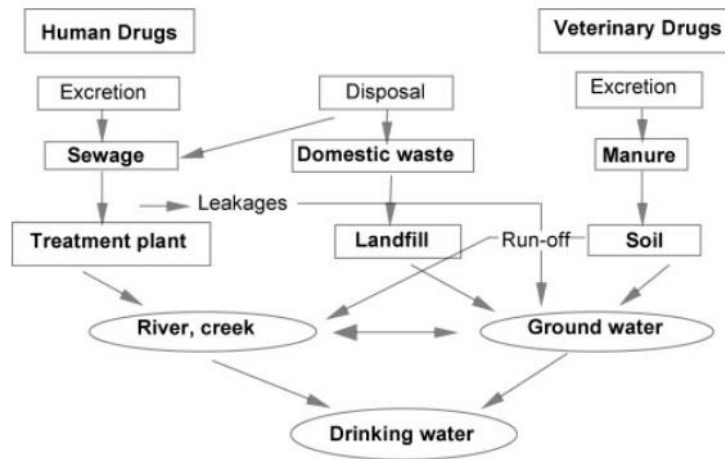 Human Drugs
Veterinary Drugs
Excretion
Disposal
Excretion
Sewage
Domestic waste
Manure
Leakages
Treatment plant
Landfill
Run-off
Soil
River, creek
Ground water
Drinking water